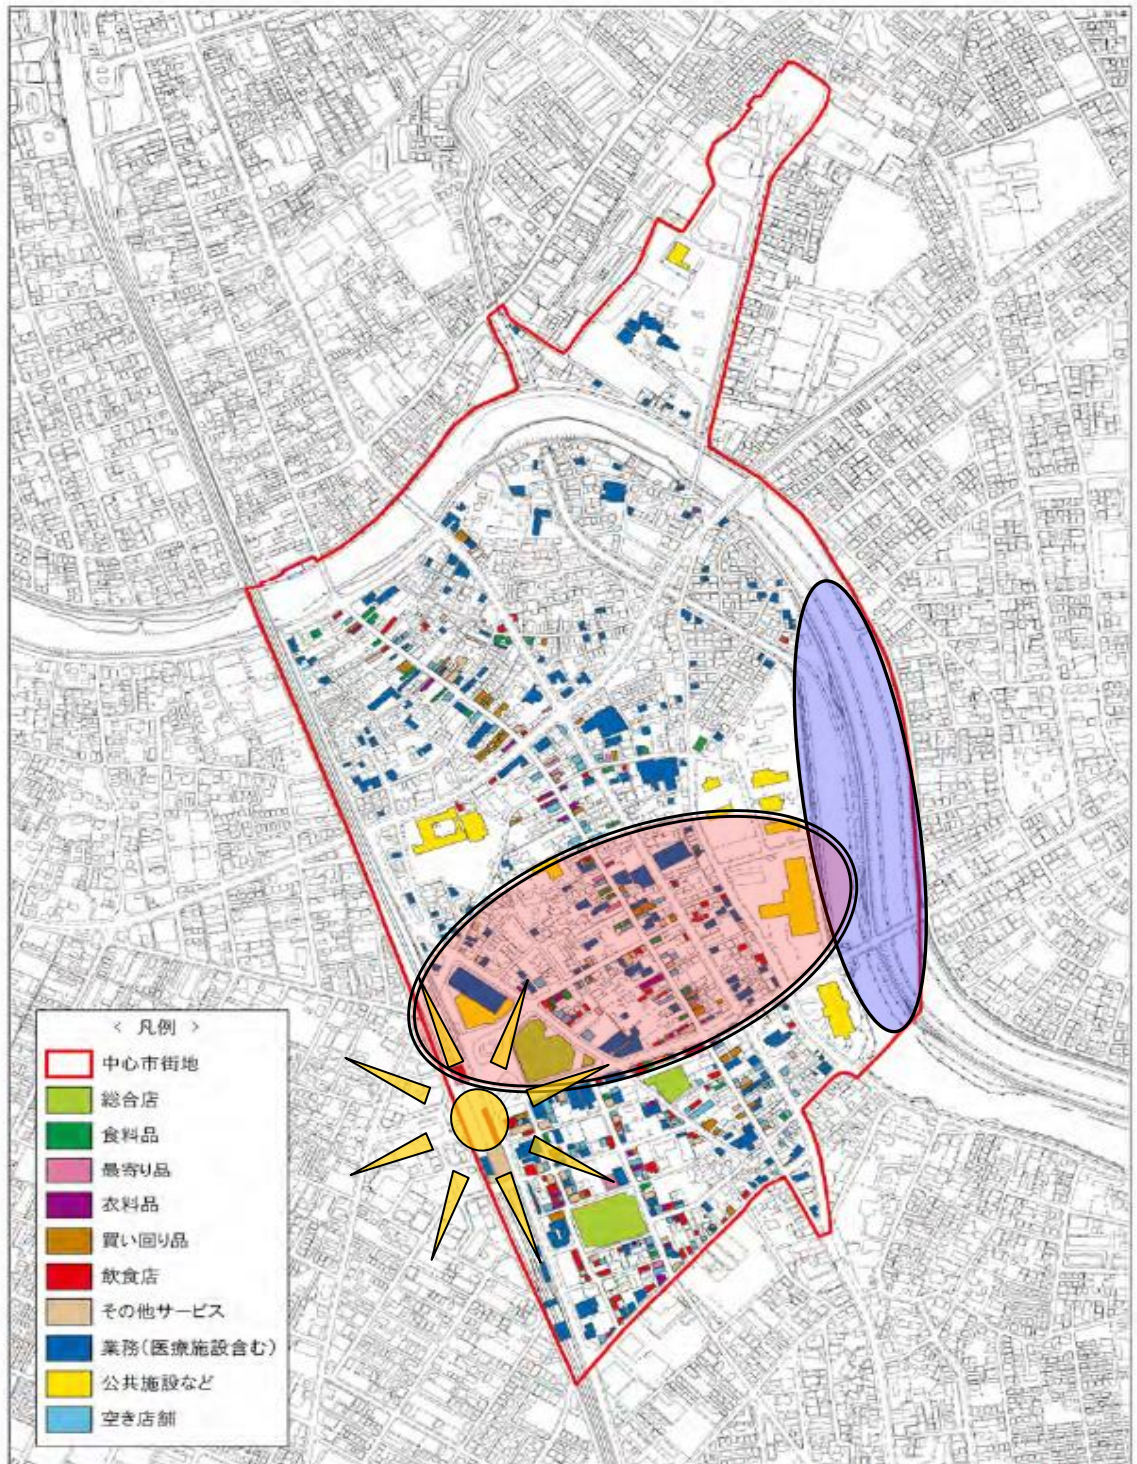 ＜ 凡例 ＞
中心市街地
総合店
食料品
最寄り品
衣料品
買い回り品
飲食店
その他サービス
業務(医療施設含む)
公共施設など
空き店舗